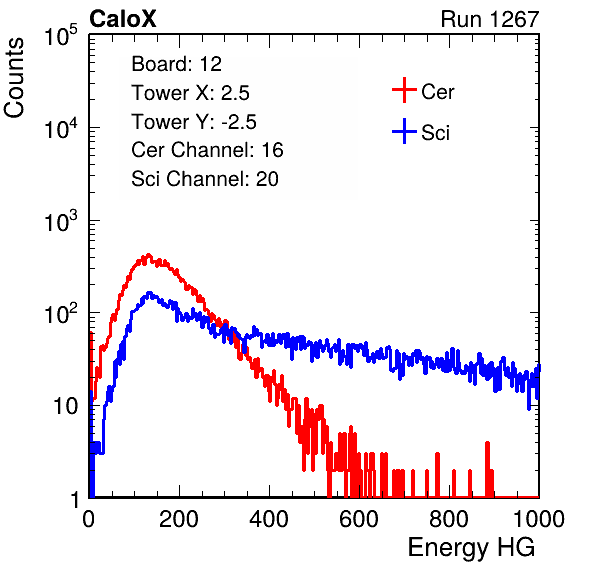 CaloX Run 1267
Counts
10^5
10^4
10^3
10^2
10
1
Board: 12
Tower X: 2.5
Tower Y: -2.5
Cer Channel: 16
Sci Channel: 20
Cer
Sci
0 200 400 600 800 1000
Energy HG